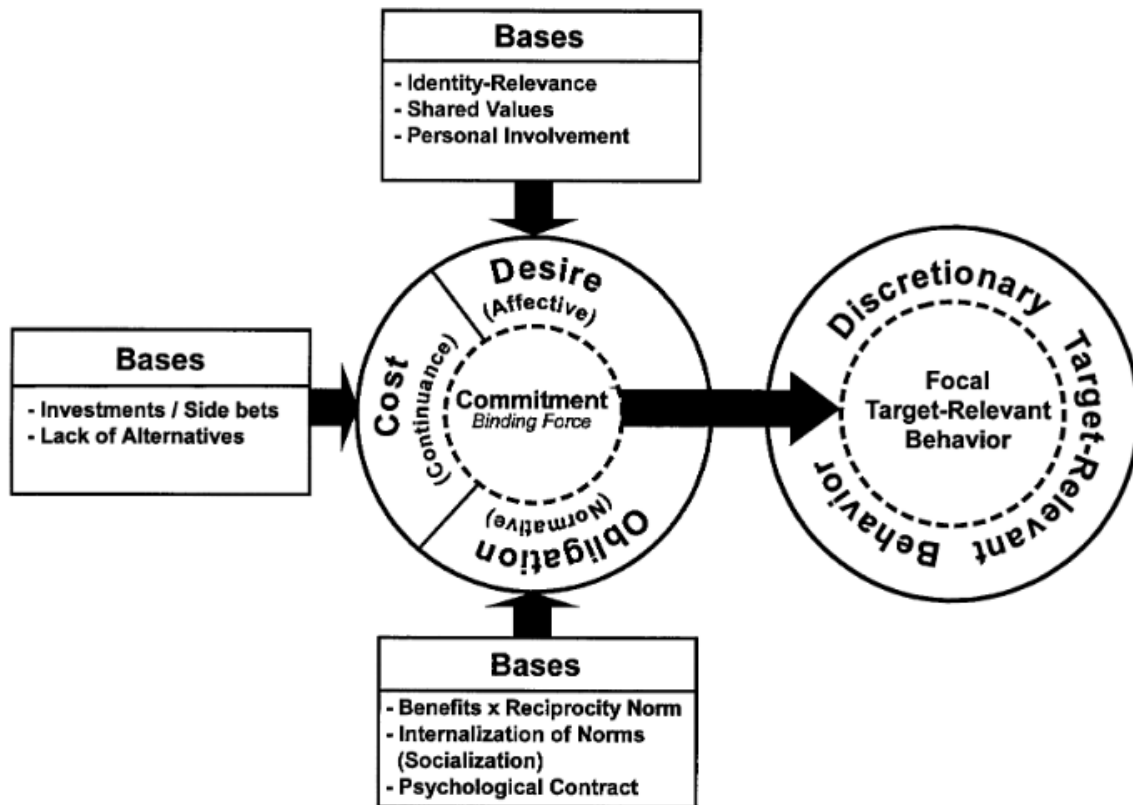 Bases
- Identity-Relevance
- Shared Values
- Personal Involvement
Bases
- Investments / Side bets
- Lack of Alternatives
Desire
(Affective)
Cost
(Continuance)
Obligation
(Normative)
Commitment
Binding Force
Discretionary Target-Relevant Behavior
Focal
Target-Relevant
Behavior
Bases
- Benefits x Reciprocity Norm
- Internalization of Norms
(Socialization)
- Psychological Contract